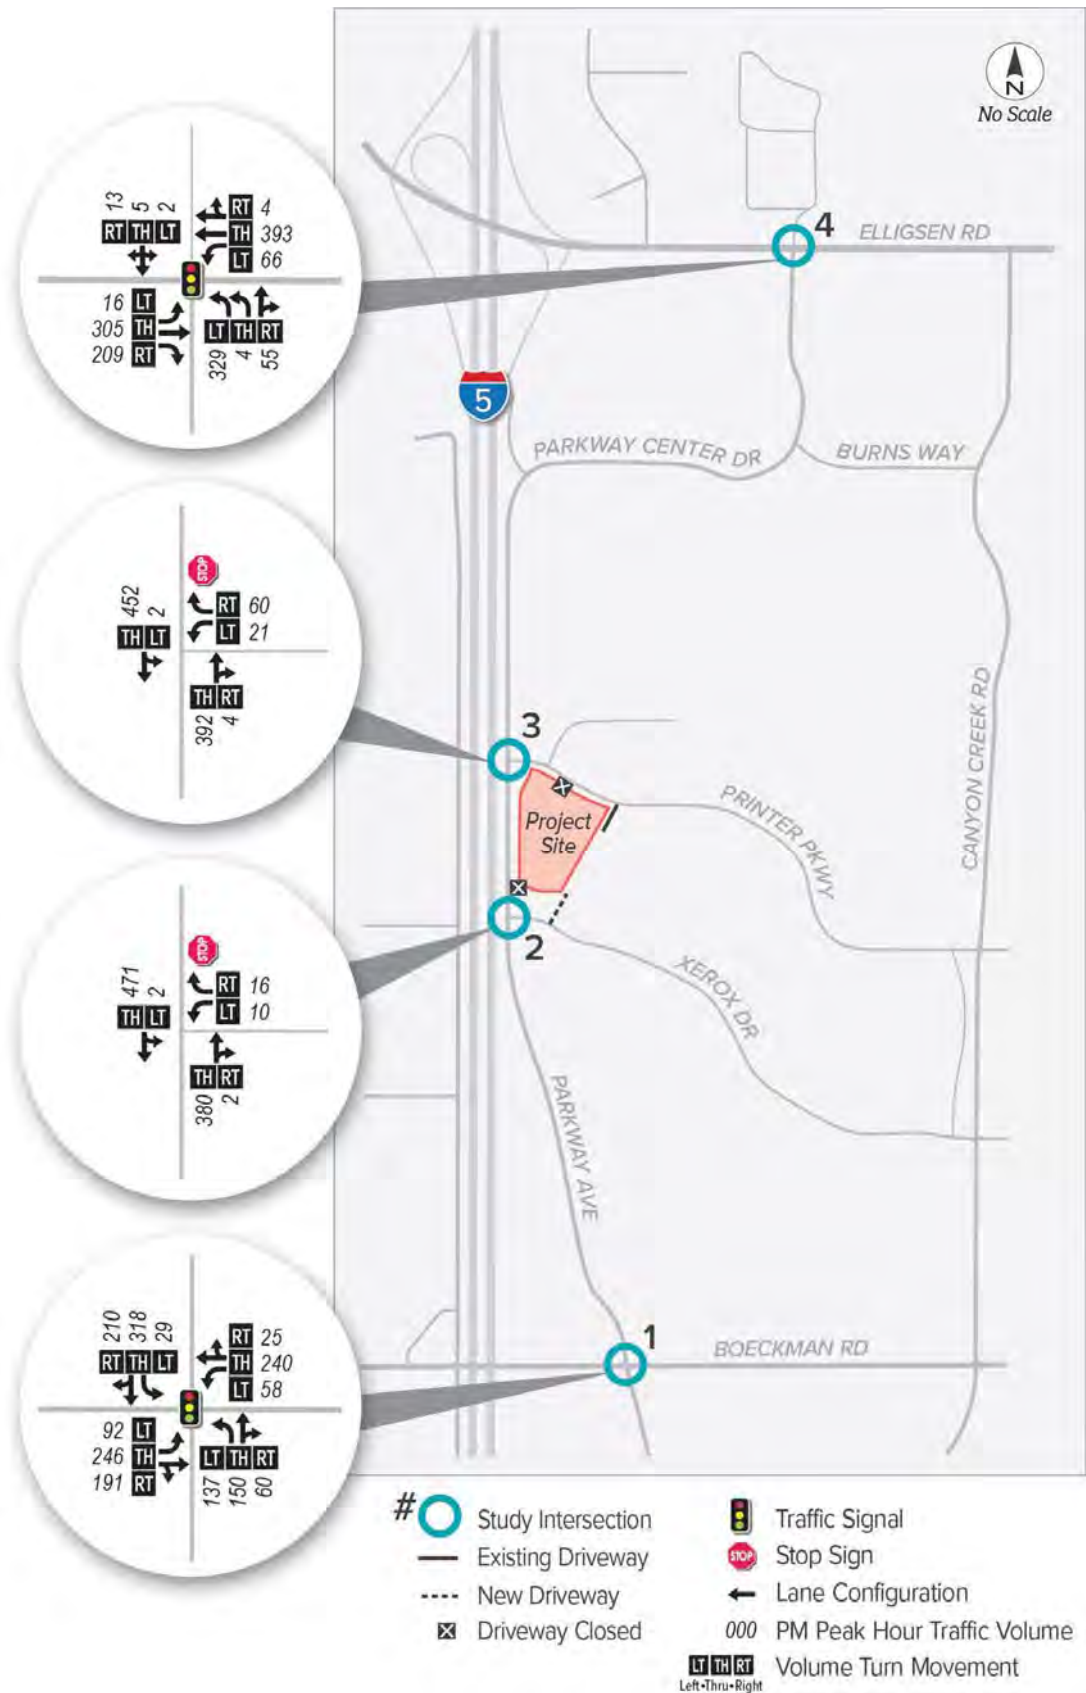 N
No Scale
4
ELLIGSEN RD
13 5 2
RT TH LT
RT 4
TH 393
LT 66
16 LT
305 TH
209 RT
LT TH RT
329 4 55
5
PARKWAY CENTER DR
BURNS WAY
STOP
452 2
TH LT
RT 60
LT 21
TH RT
392 4
3
Project
Site
PRINTER PKWY
CANYON CREEK RD
2
XEROX DR
STOP
471 2
TH LT
RT 16
LT 10
TH RT
380 2
PARKWAY AVE
1
BOECKMAN RD
210 318 29
RT TH LT
RT 25
TH 240
LT 58
92 LT
246 TH
191 RT
LT TH RT
137 150 60
# Study Intersection
Existing Driveway
New Driveway
Driveway Closed
Traffic Signal
STOP Stop Sign
Lane Configuration
000 PM Peak Hour Traffic Volume
LT TH RT Volume Turn Movement
Left•Thru•Right